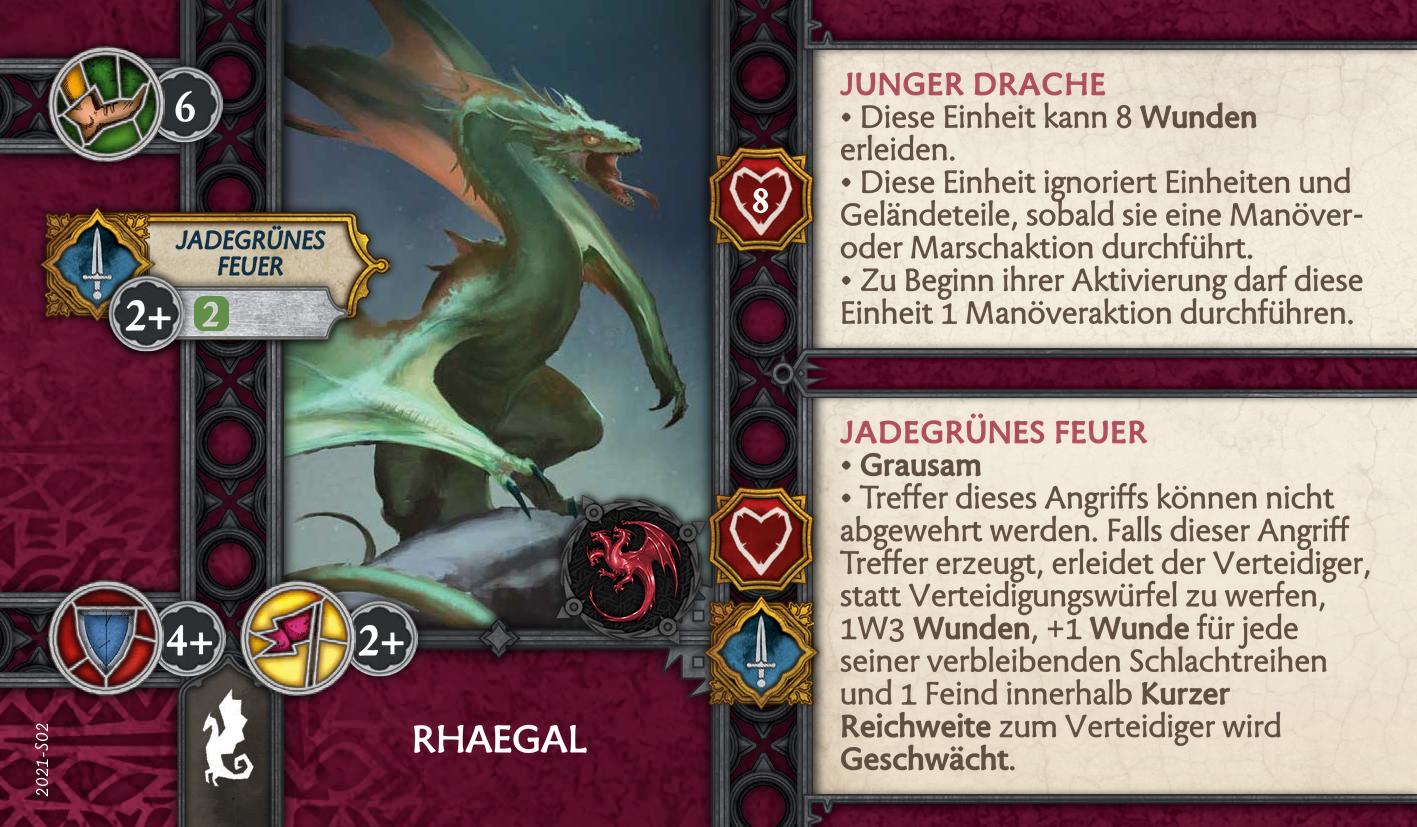 6
JADEGRÜNES
FEUER
2+
2
4+
2+
RHAEGAL
2021-S02
8
JUNGER DRACHE
• Diese Einheit kann 8 Wunden
erleiden.
• Diese Einheit ignoriert Einheiten und
Geländeteile, sobald sie eine Manöver-
oder Marschaktion durchführt.
• Zu Beginn ihrer Aktivierung darf diese
Einheit 1 Manöveraktion durchführen.
JADEGRÜNES FEUER
• Grausam
• Treffer dieses Angriffs können nicht
abgewehrt werden. Falls dieser Angriff
Treffer erzeugt, erleidet der Verteidiger,
statt Verteidigungswürfel zu werfen,
1W3 Wunden, +1 Wunde für jede
seiner verbleibenden Schlachtreihen
und 1 Feind innerhalb Kurzer
Reichweite zum Verteidiger wird
Geschwächt.